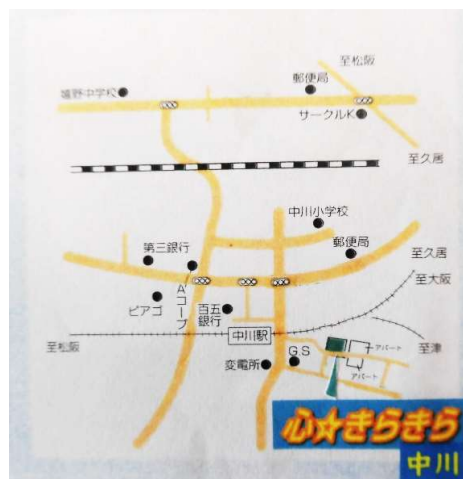 至松阪
郵便局
嬉野中学校
サークルK
至久居
中川小学校
郵便局
第三銀行
至久居
至大阪
A'コープ
ピアゴ
百五
銀行
中川駅
至松阪
至津
G.S
アパート
変電所
アパート
心☆きらきら
中川